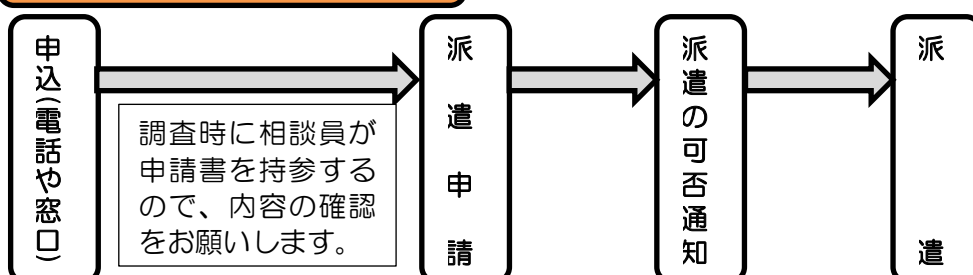 申込(電話や窓口)
調査時に相談員が
申請書を持参する
ので、内容の確認
をお願いします。
派遣申請
派遣の可否通知
派遣